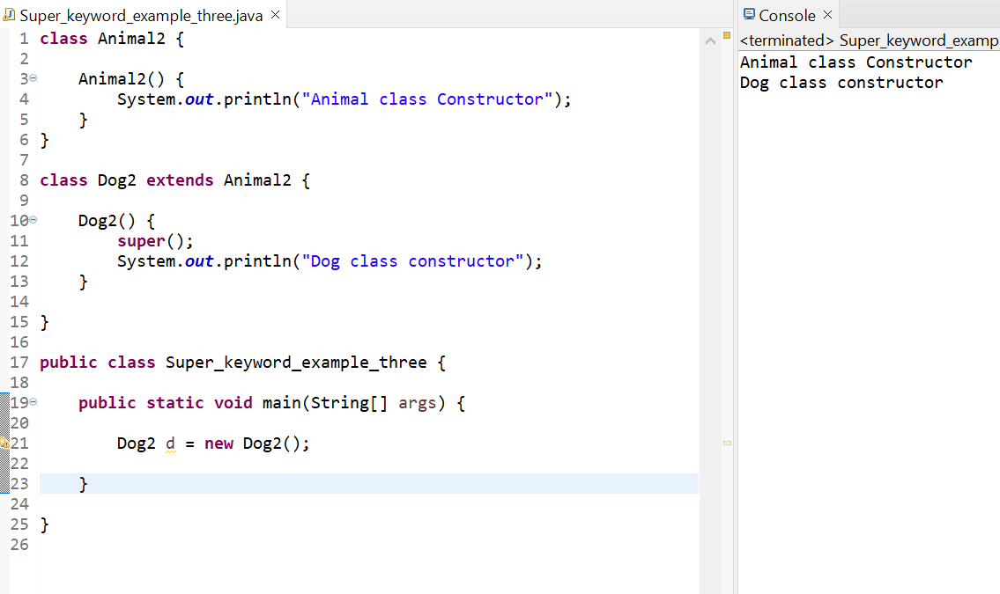 Super_keyword_example_three.java
1 class Animal2 {
2
3 Animal2() {
4 System.out.println("Animal class Constructor");
5 }
6 }
7
8 class Dog2 extends Animal2 {
9
10 Dog2() {
11 super();
12 System.out.println("Dog class constructor");
13 }
14
15 }
16
17 public class Super_keyword_example_three {
18
19 public static void main(String[] args) {
20
21 Dog2 d = new Dog2();
22
23 }
24
25 }
26
Console
<terminated> Super_keyword_examp
Animal class Constructor
Dog class constructor